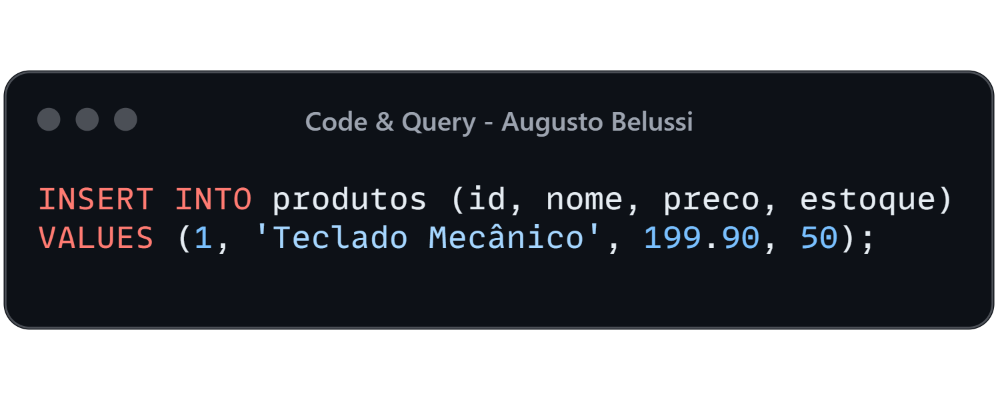 Code & Query - Augusto Belussi
INSERT INTO produtos (id, nome, preco, estoque)
VALUES (1, 'Teclado Mecânico', 199.90, 50);